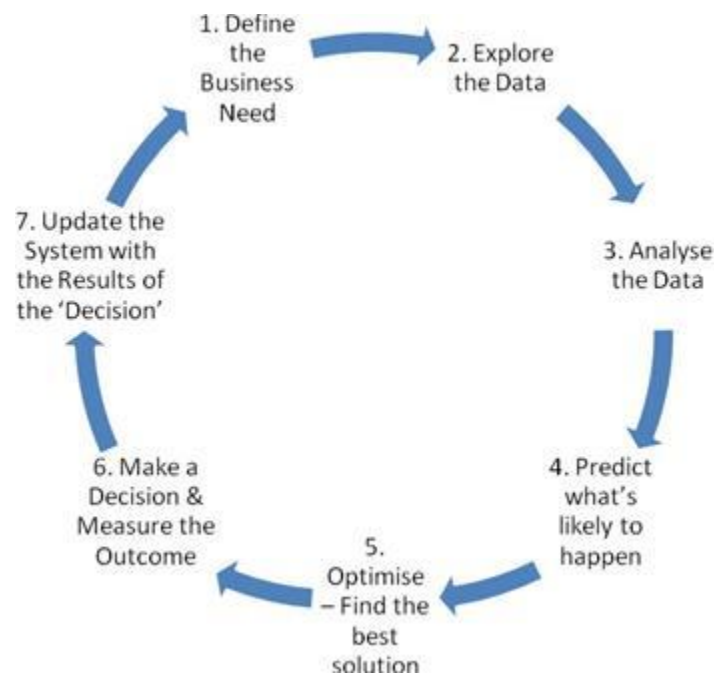 1. Define
the
Business
Need
2. Explore
the Data
3. Analyse
the Data
4. Predict
what's
likely to
happen
5.
Optimise
– Find the
best
solution
6. Make a
Decision &
Measure the
Outcome
7. Update the
System with
the Results of
the ‘Decision’